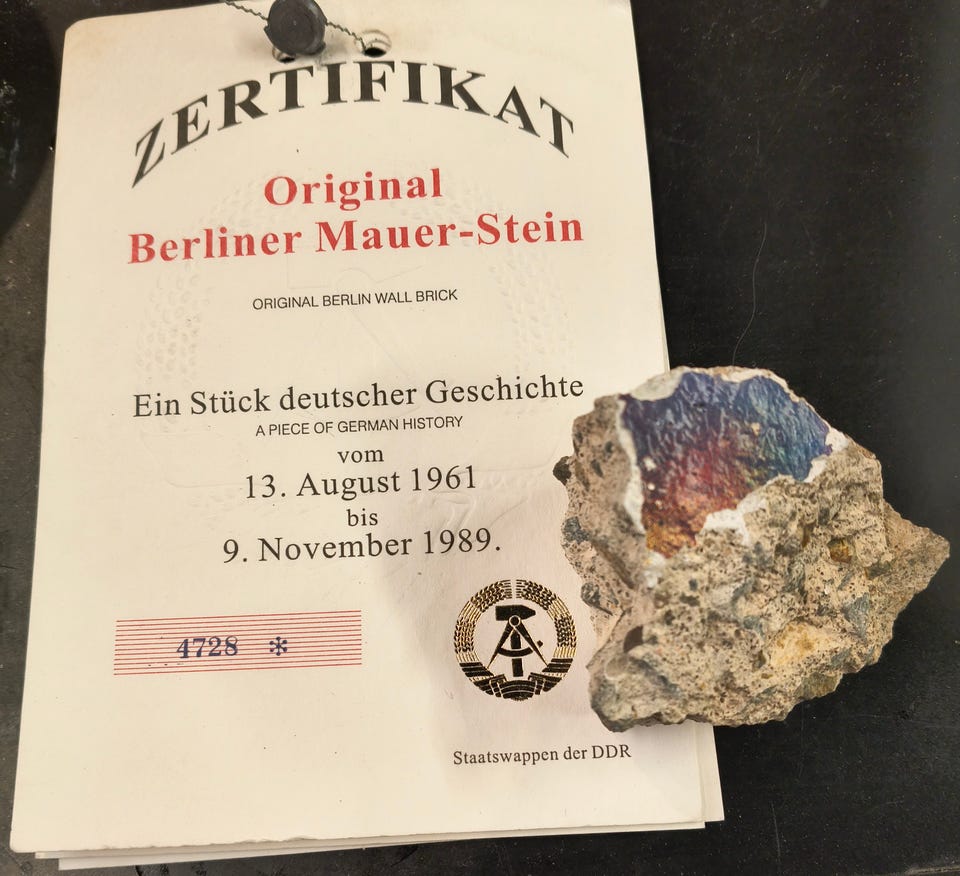 ZERTIFIKAT
Original
Berliner Mauer-Stein
ORIGINAL BERLIN WALL BRICK
Ein Stück deutscher Geschichte
A PIECE OF GERMAN HISTORY
vom
13. August 1961
bis
9. November 1989.
4728 *
Staatswappen der DDR